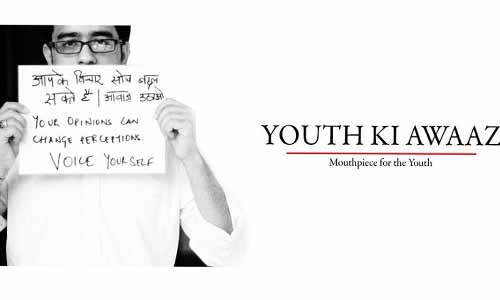 आपके विचार सोच बदल
सकते हैं | आवाज़ उठाओ
YOUR OPINIONS CAN
CHANGE PERCEPTIONS.
VOICE YOURSELF
YOUTH KI AWAAZ
Mouthpiece for the Youth